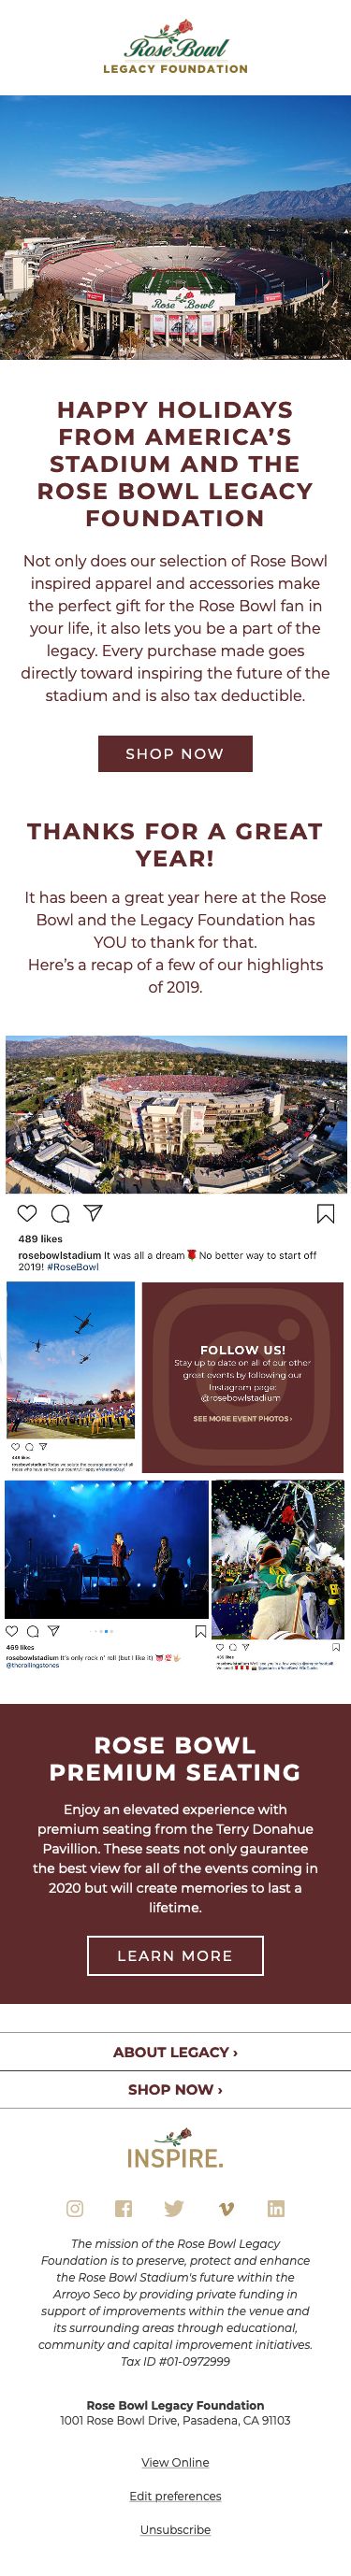 Rose Bowl
LEGACY FOUNDATION
Rose Bowl
HAPPY HOLIDAYS
FROM AMERICA'S
STADIUM AND THE
ROSE BOWL LEGACY
FOUNDATION
Not only does our selection of Rose Bowl
inspired apparel and accessories make
the perfect gift for the Rose Bowl fan in
your life, it also lets you be a part of the
legacy. Every purchase made goes
directly toward inspiring the future of the
stadium and is also tax deductible.
SHOP NOW
THANKS FOR A GREAT
YEAR!
It has been a great year here at the Rose
Bowl and the Legacy Foundation has
YOU to thank for that.
Here's a recap of a few of our highlights
of 2019.
489 likes
rosebowlstadium It was all a dream🌹No better way to start off
2019! #RoseBowl
FOLLOW US!
Stay up to date on all of our other
great events by following our
Instagram page:
@rosebowlstadium
SEE MORE EVENT PHOTOS ›
469 likes
rosebowlstadium It's only rock n' roll (but I like it)
@therollingstones
ROSE BOWL
PREMIUM SEATING
Enjoy an elevated experience with
premium seating from the Terry Donahue
Pavillion. These seats not only gaurantee
the best view for all of the events coming in
2020 but will create memories to last a
lifetime.
LEARN MORE
ABOUT LEGACY ›
SHOP NOW ›
INSPIRE.
The mission of the Rose Bowl Legacy
Foundation is to preserve, protect and enhance
the Rose Bowl Stadium's future within the
Arroyo Seco by providing private funding in
support of improvements within the venue and
its surrounding areas through educational,
community and capital improvement initiatives.
Tax ID #01-0972999
Rose Bowl Legacy Foundation
1001 Rose Bowl Drive, Pasadena, CA 91103
View Online
Edit preferences
Unsubscribe